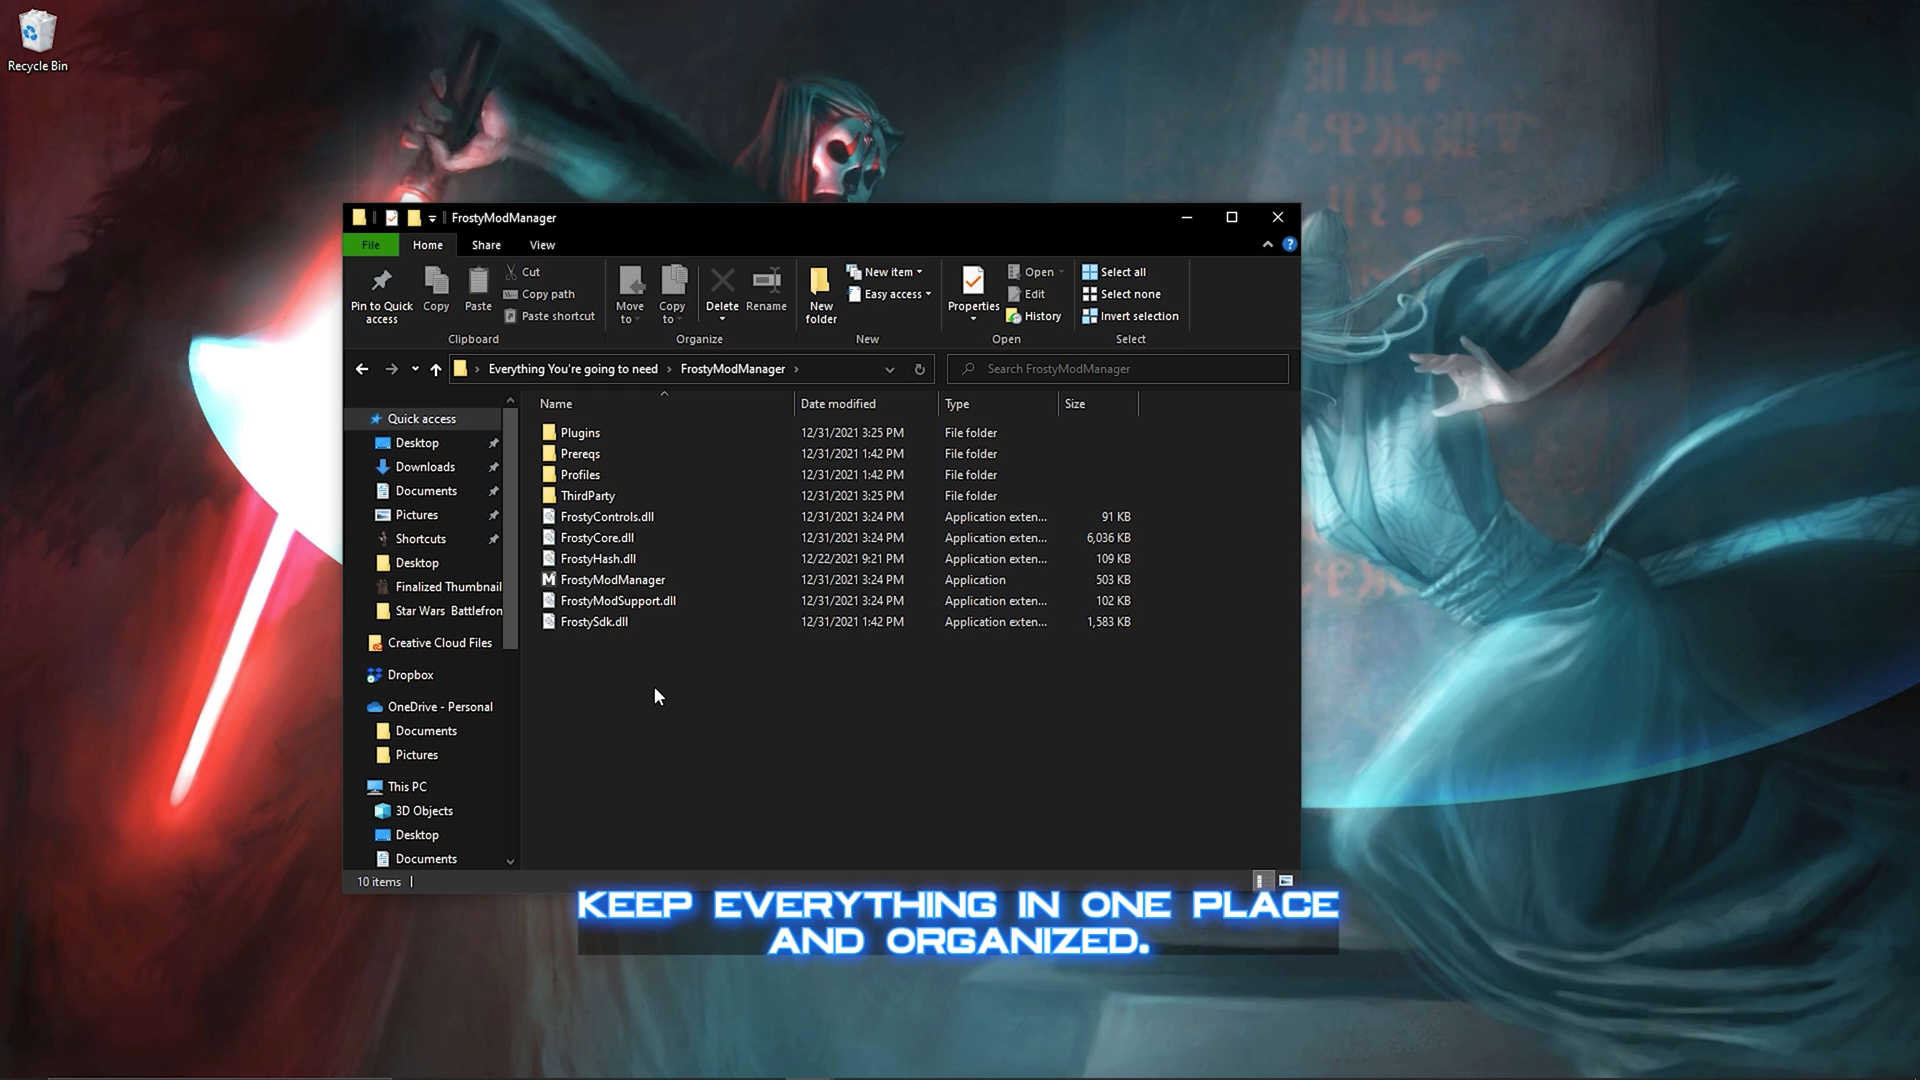 Recycle Bin
FrostyModManager
File Home Share View
Pin to Quick access
Copy
Paste
Cut
Copy path
Paste shortcut
Clipboard
Move to
Copy to
Delete
Rename
Organize
New folder
New item
Easy access
New
Properties
Open
Edit
History
Open
Select all
Select none
Invert selection
Select
Everything You're going to need > FrostyModManager >
Search FrostyModManager
Quick access
Desktop
Downloads
Documents
Pictures
Shortcuts
Desktop
Finalized Thumbnail
Star Wars Battlefron
Creative Cloud Files
Dropbox
OneDrive - Personal
Documents
Pictures
This PC
3D Objects
Desktop
Documents
Name Date modified Type Size
Plugins 12/31/2021 3:25 PM File folder
Prereqs 12/31/2021 1:42 PM File folder
Profiles 12/31/2021 1:42 PM File folder
ThirdParty 12/31/2021 3:25 PM File folder
FrostyControls.dll 12/31/2021 3:24 PM Application exten... 91 KB
FrostyCore.dll 12/31/2021 3:24 PM Application exten... 6,036 KB
FrostyHash.dll 12/22/2021 9:21 PM Application exten... 109 KB
FrostyModManager 12/31/2021 3:24 PM Application 503 KB
FrostyModSupport.dll 12/31/2021 3:24 PM Application exten... 102 KB
FrostySdk.dll 12/31/2021 1:42 PM Application exten... 1,583 KB
10 items
KEEP EVERYTHING IN ONE PLACE
AND ORGANIZED.